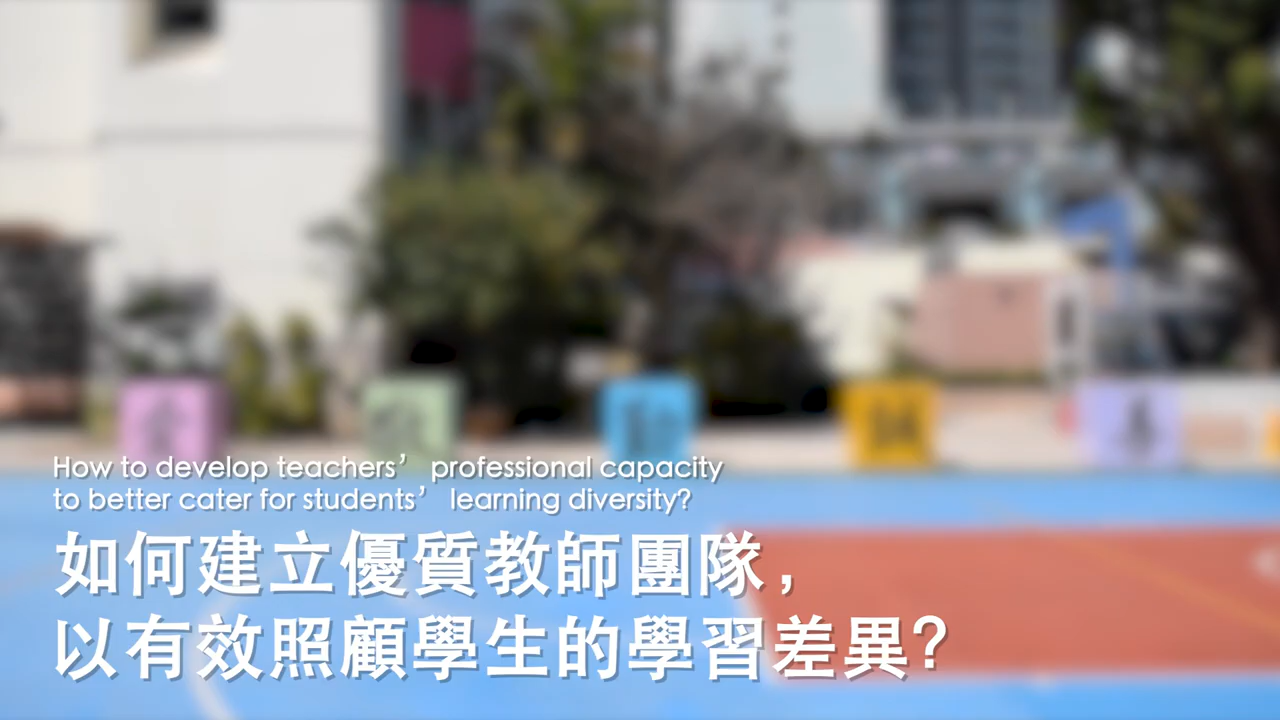 How to develop teachers’ professional capacity
to better cater for students’ learning diversity?
如何建立優質教師團隊，
以有效照顧學生的學習差異？